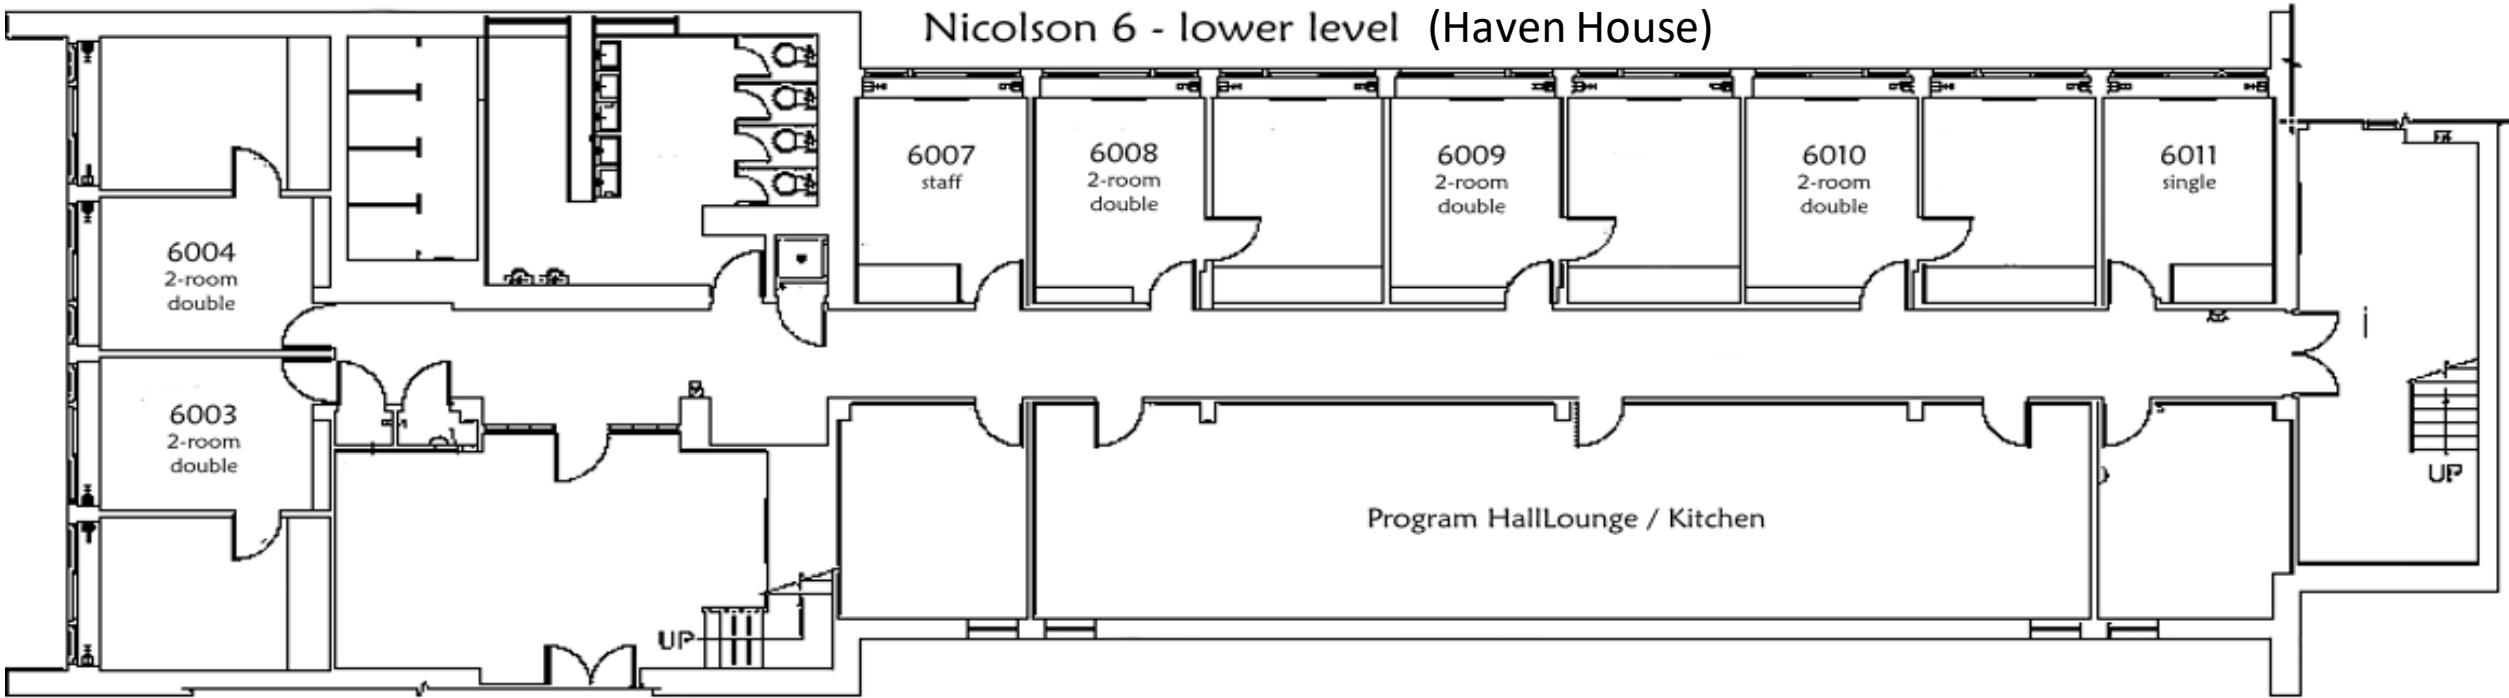 Nicolson 6 - lower level (Haven House)
6007
staff
6008
2-room
double
6009
2-room
double
6010
2-room
double
6011
single
6004
2-room
double
6003
2-room
double
Program HallLounge / Kitchen
UP
UP